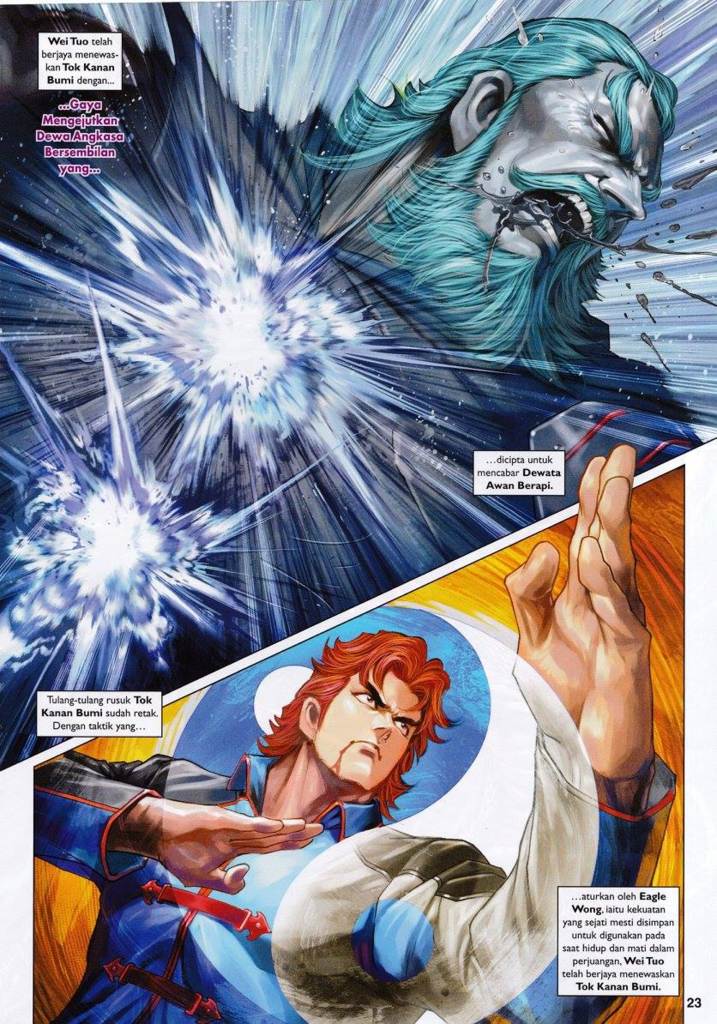 Wei Tuo telah
berjaya menewas-
kan Tok Kanan
Bumi dengan...
...Gaya
Mengejutkan
Dewa Angkasa
Bersembilan
yang...
...dicipta untuk
mencabar Dewata
Awan Berapi.
Tulang-tulang rusuk Tok
Kanan Bumi sudah retak.
Dengan taktik yang...
...aturkan oleh Eagle
Wong, iaitu kekuatan
yang sejati mesti disimpan
untuk digunakan pada
saat hidup dan mati dalam
perjuangan, Wei Tuo
telah berjaya menewaskan
Tok Kanan Bumi.
23